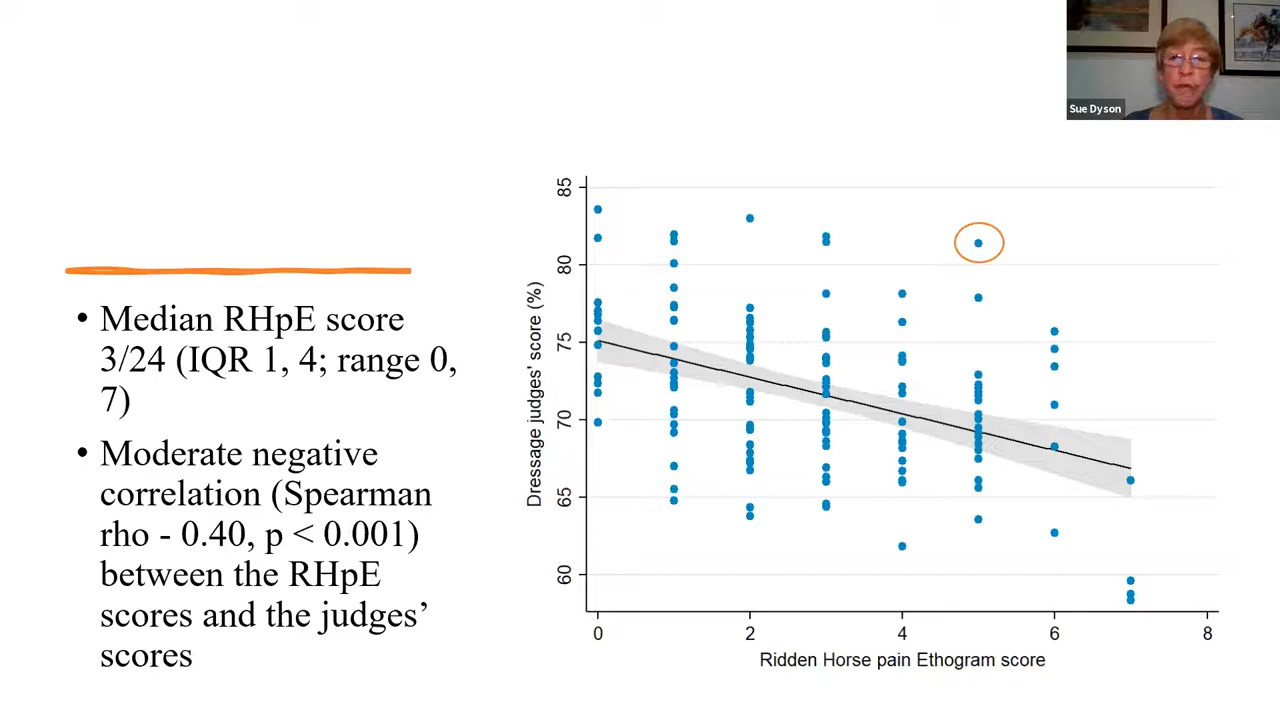 Sue Dyson
• Median RHpE score
3/24 (IQR 1, 4; range 0,
7)
• Moderate negative
correlation (Spearman
rho - 0.40, p < 0.001)
between the RHpE
scores and the judges’
scores
Dressage judges' score (%)
85
80
75
70
65
60
0 2 4 6 8
Ridden Horse pain Ethogram score